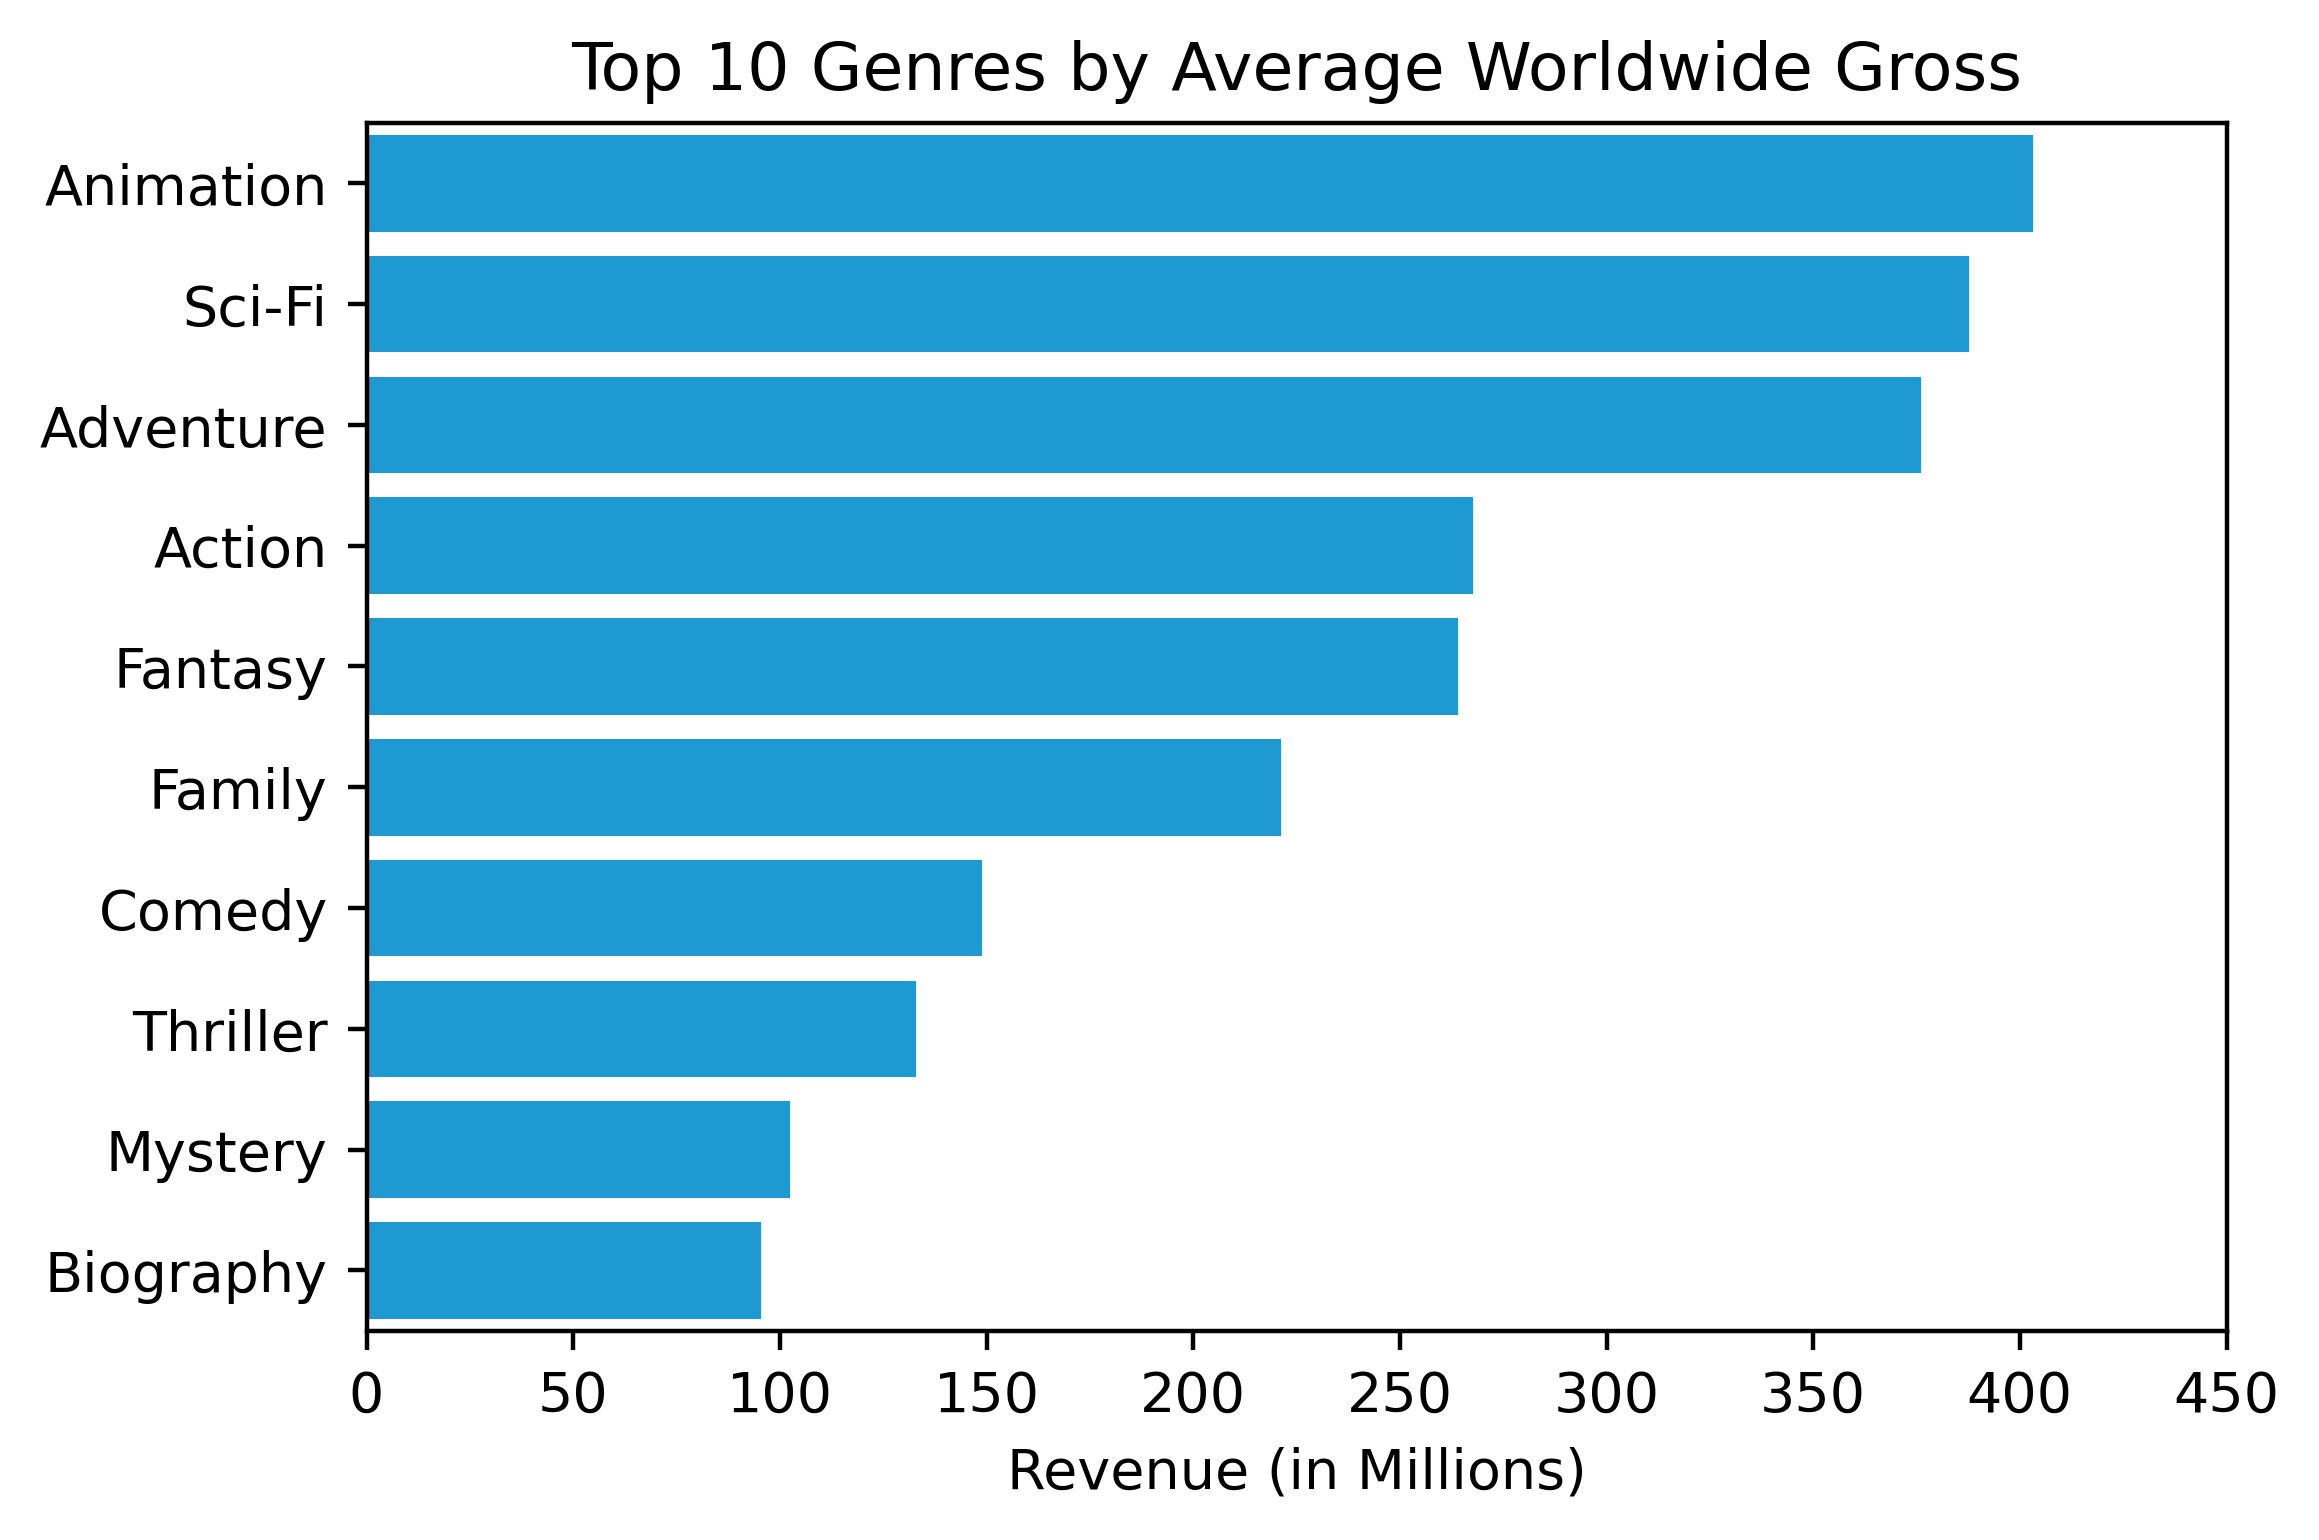 Top 10 Genres by Average Worldwide Gross
Animation
Sci-Fi
Adventure
Action
Fantasy
Family
Comedy
Thriller
Mystery
Biography
0 50 100 150 200 250 300 350 400 450
Revenue (in Millions)